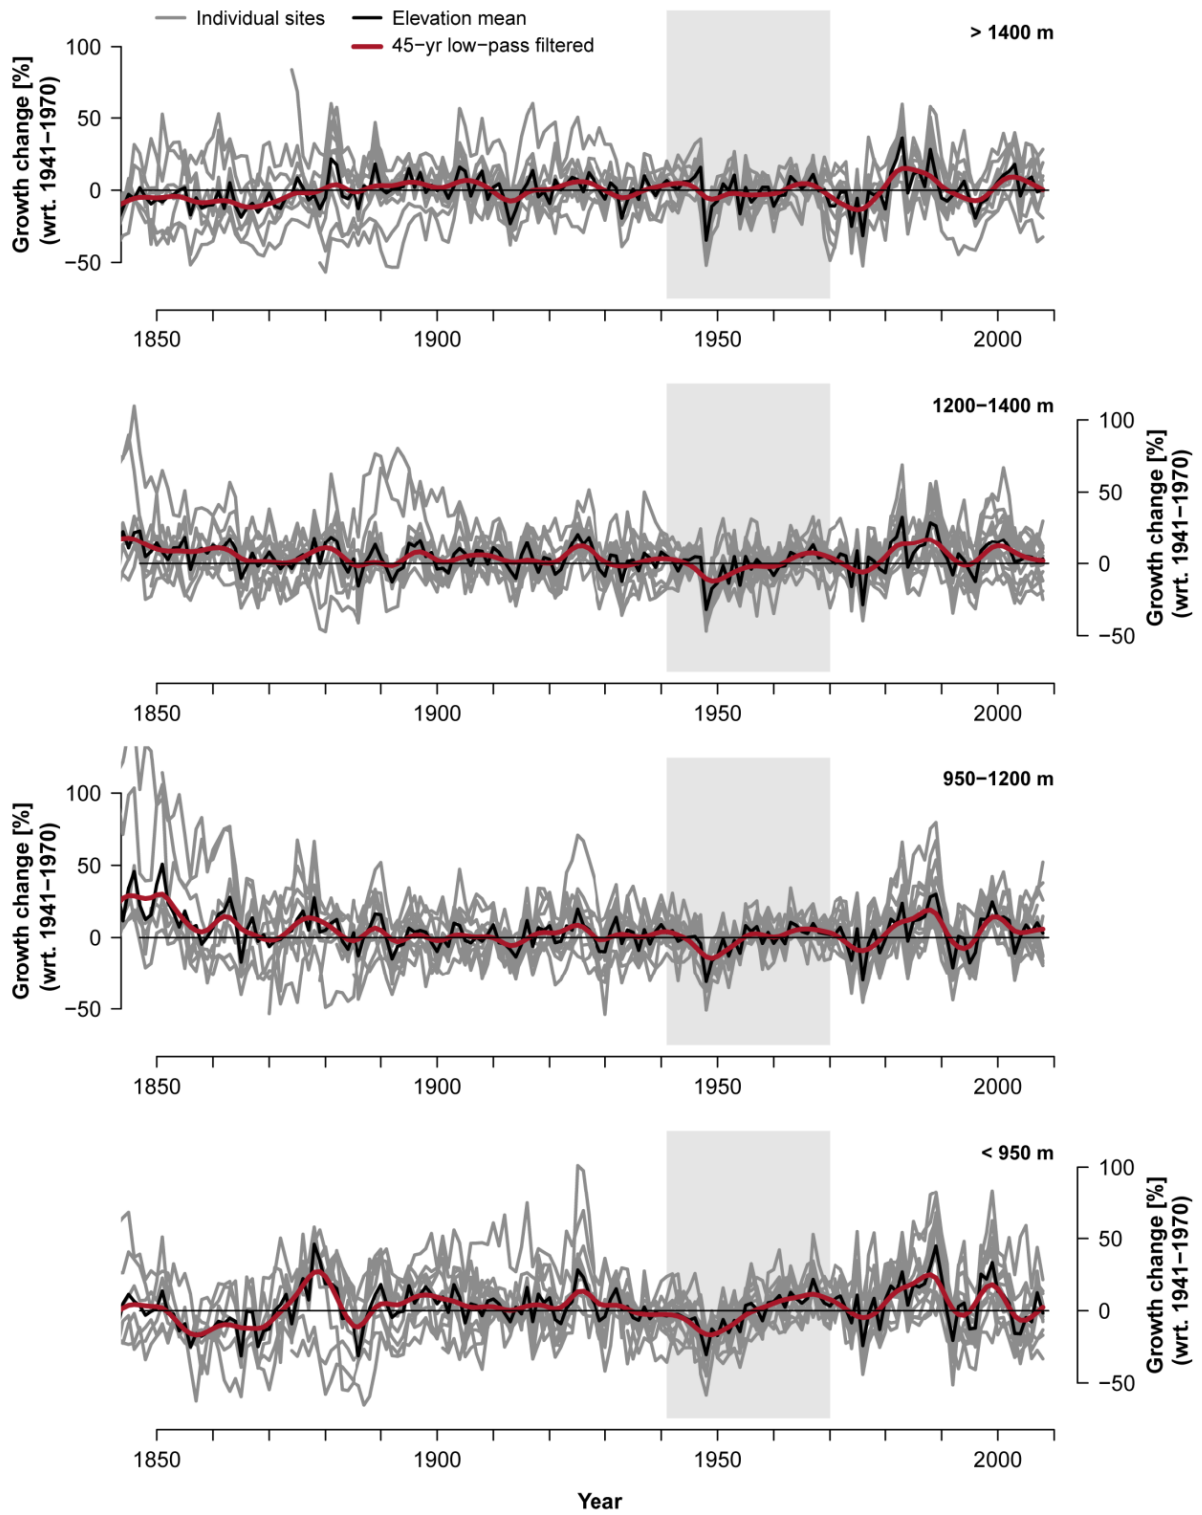 Individual sites
Elevation mean
45−yr low−pass filtered
> 1400 m
Growth change [%]
(wrt. 1941−1970)
100
50
0
−50
1850
1900
1950
2000
1200−1400 m
100
50
0
−50
Growth change [%]
(wrt. 1941−1970)
1850
1900
1950
2000
950−1200 m
Growth change [%]
(wrt. 1941−1970)
100
50
0
−50
1850
1900
1950
2000
< 950 m
100
50
0
−50
Growth change [%]
(wrt. 1941−1970)
1850
1900
1950
2000
Year